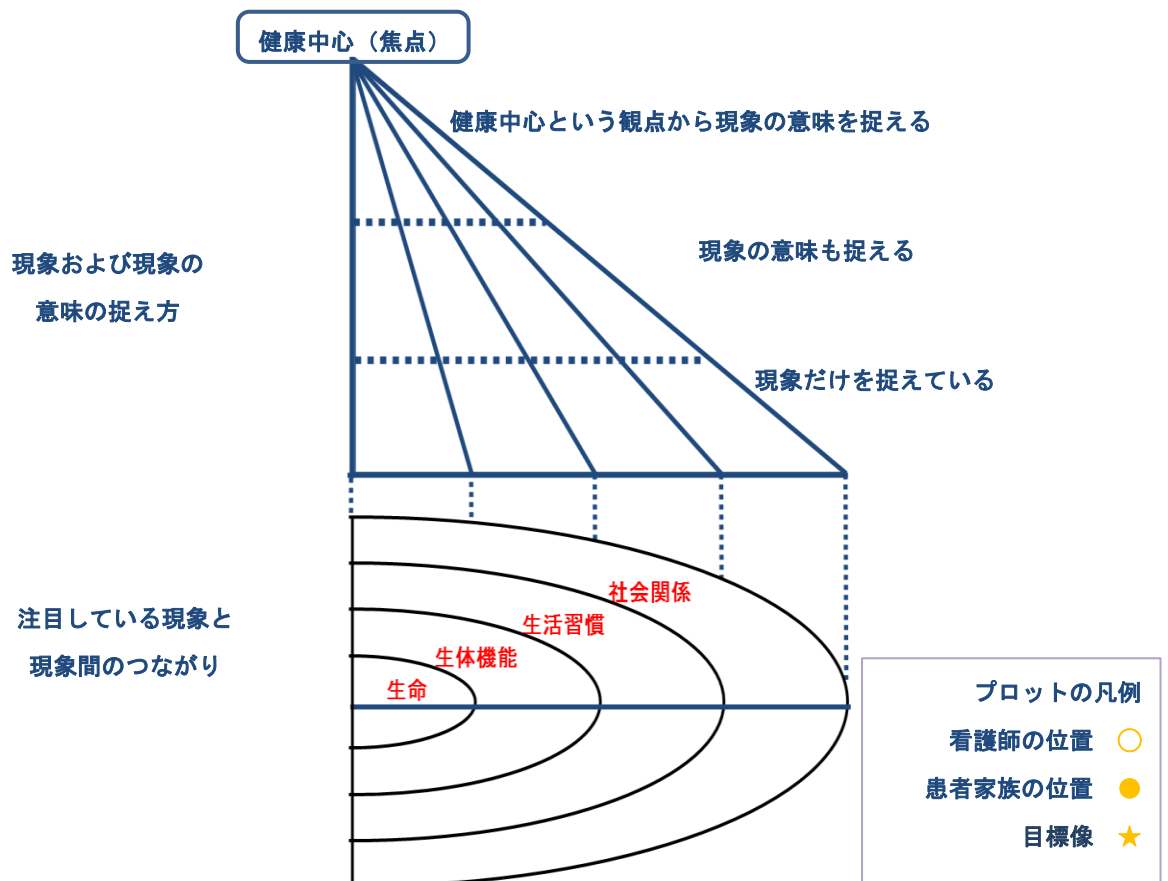 健康中心（焦点）
健康中心という観点から現象の意味を捉える
現象の意味も捉える
現象および現象の
意味の捉え方
現象だけを捉えている
社会関係
生活習慣
生体機能
生命
注目している現象と
現象間のつながり
プロットの凡例
看護師の位置 ○
患者家族の位置 ●
目標像 ★